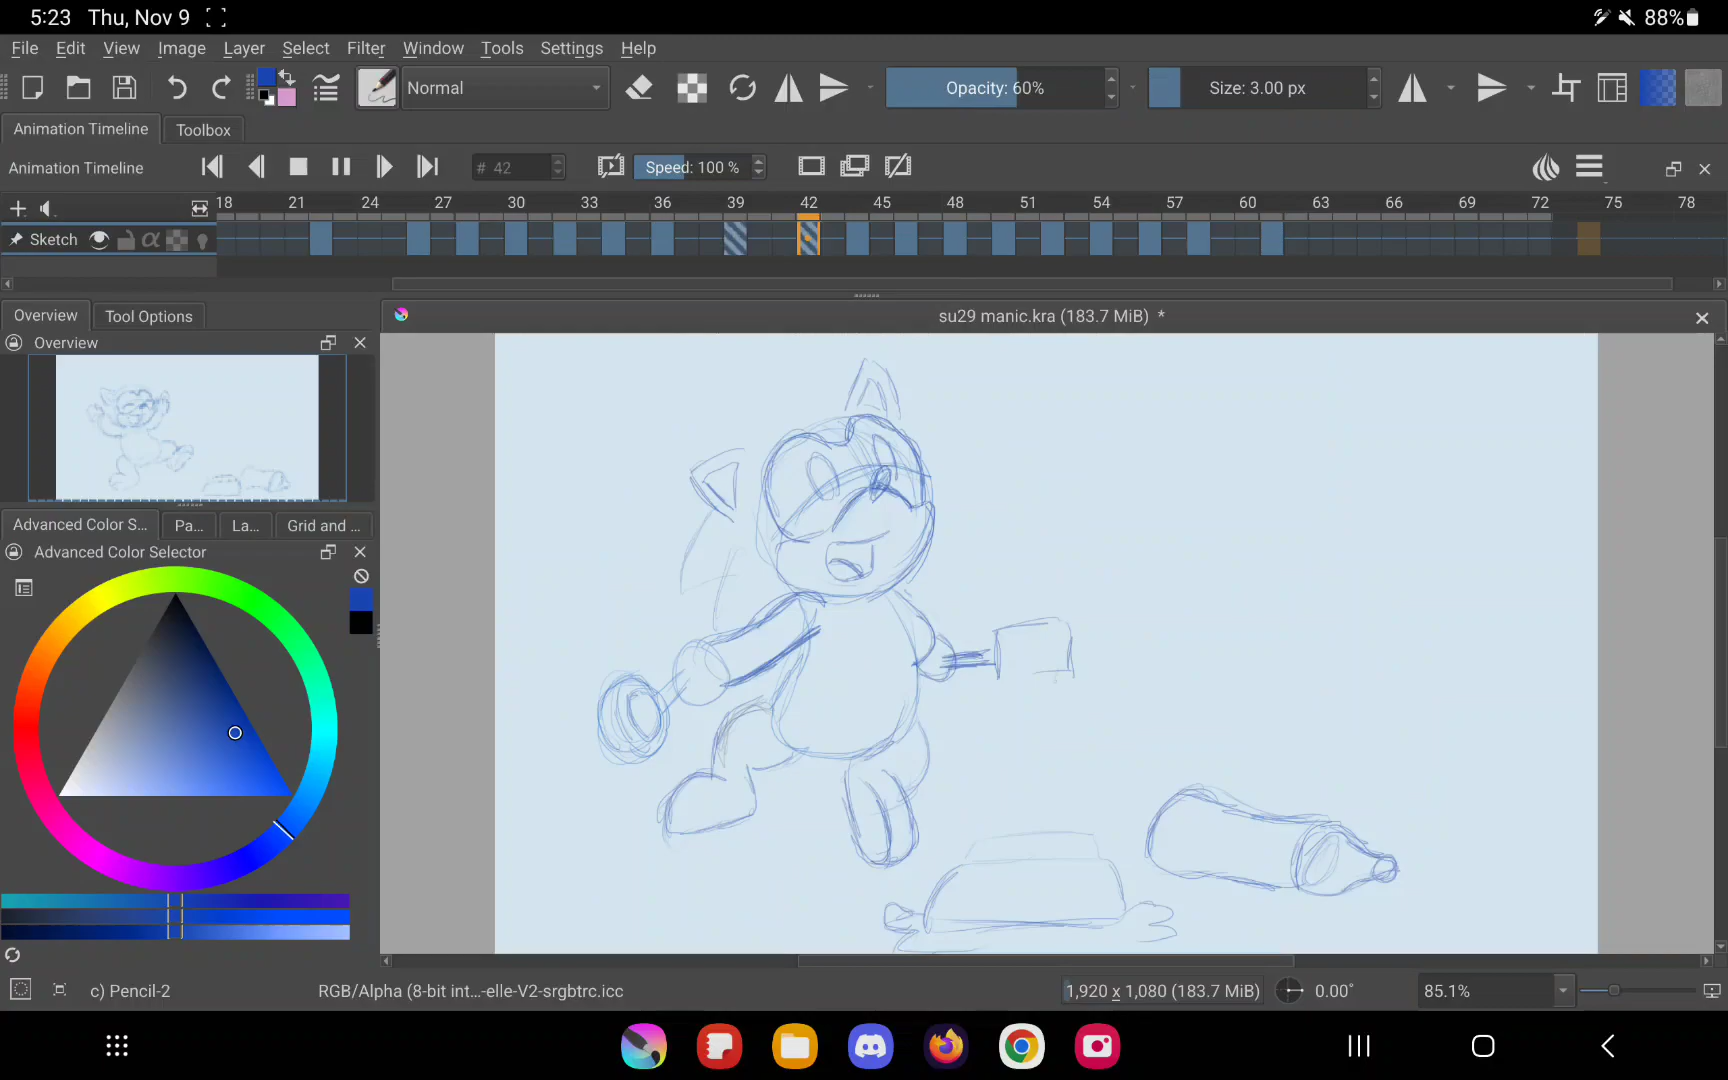 5:23 Thu, Nov 9 88%
File Edit View Image Layer Select Filter Window Tools Settings Help
Normal Opacity: 60% Size: 3.00 px
Animation Timeline Toolbox
Animation Timeline # 42 Speed: 100 %
18 21 24 27 30 33 36 39 42 45 48 51 54 57 60 63 66 69 72 75 78
Sketch
Overview Tool Options
su29 manic.kra (183.7 MiB) *
Overview
Advanced Color S... Pa... La... Grid and ...
Advanced Color Selector
c) Pencil-2 RGB/Alpha (8-bit int...-elle-V2-srgbtrc.icc 1,920 x 1,080 (183.7 MiB) 0.00° 85.1%